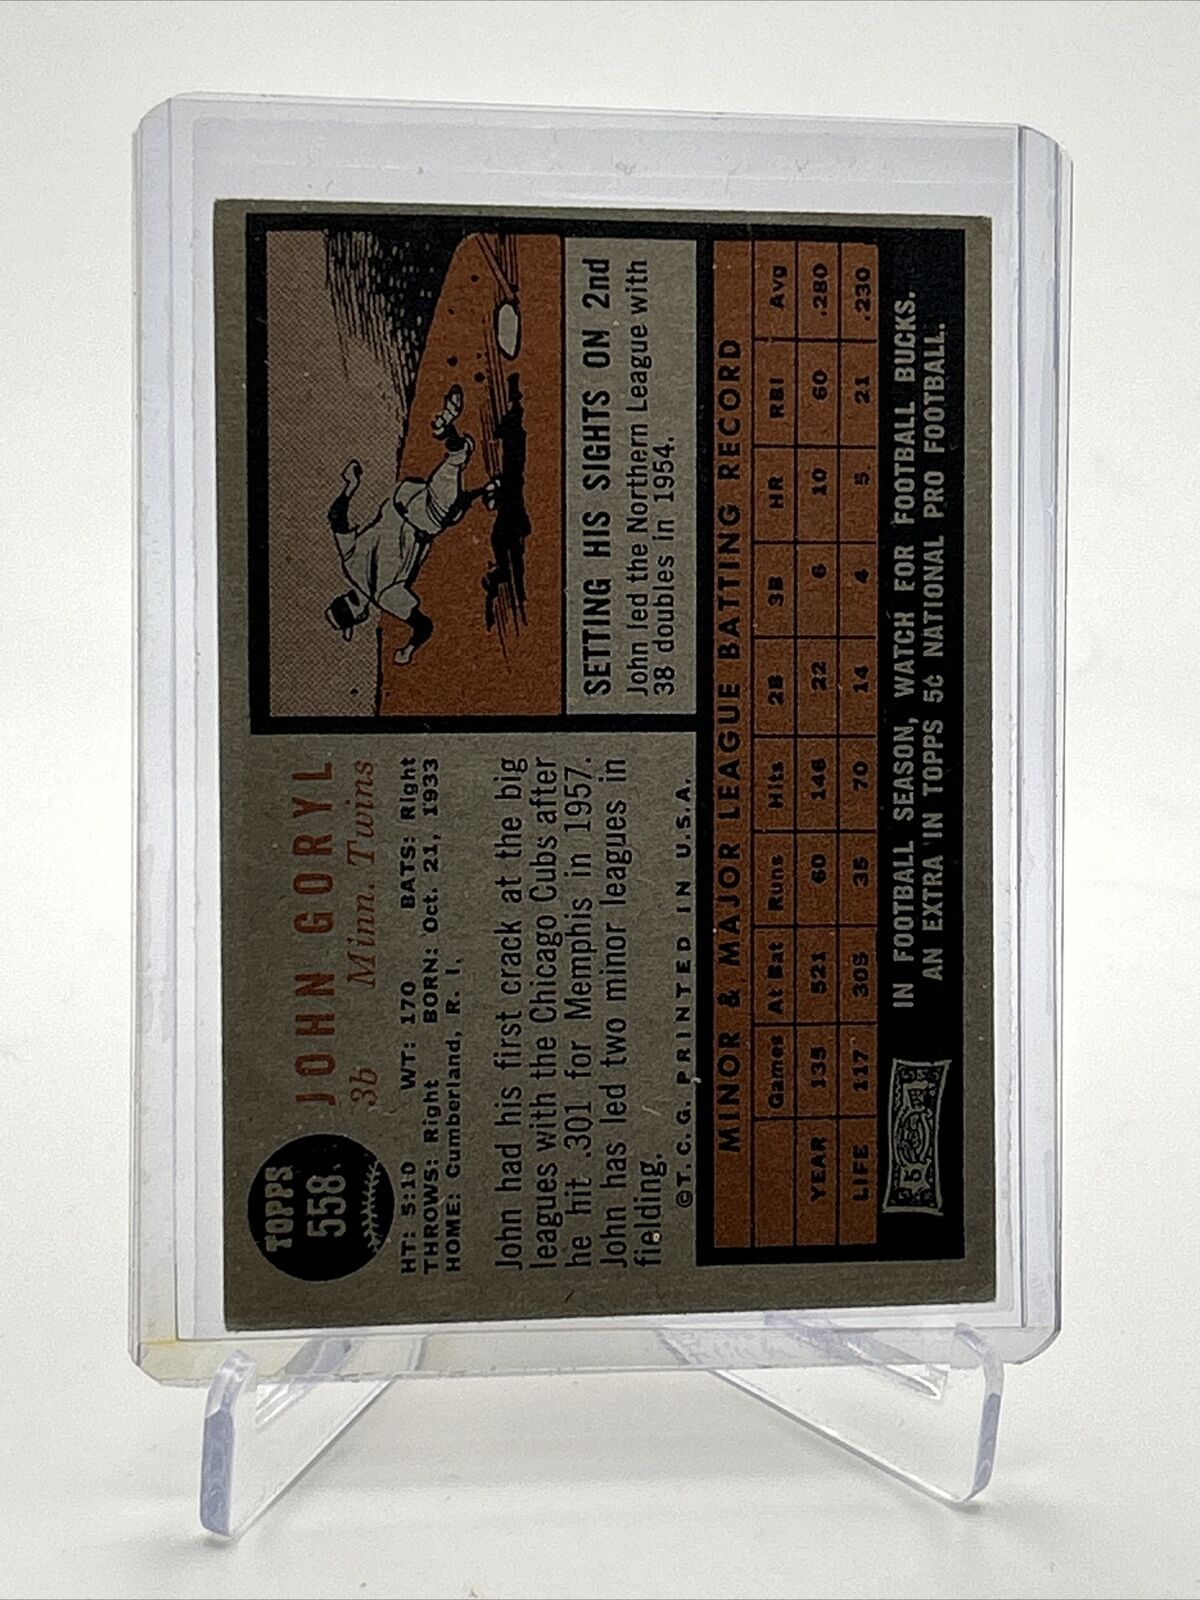 TOPPS
558
JOHN GORYL
3b Minn. Twins
HT: 5:10 WT: 170 BATS: Right
THROWS: Right BORN: Oct. 21, 1933
HOME: Cumberland, R. I.
John had his first crack at the big
leagues with the Chicago Cubs after
he hit .301 for Memphis in 1957.
John has led two minor leagues in
fielding.
©T. C. G. PRINTED IN U.S.A.
SETTING HIS SIGHTS ON 2nd
John led the Northern League with
38 doubles in 1954.
MINOR & MAJOR LEAGUE BATTING RECORD
Games At Bat Runs Hits 2B 3B HR RBI Avg
YEAR 135 521 60 146 22 6 10 60 .280
LIFE 117 305 35 70 14 4 5 21 .230
5
IN FOOTBALL SEASON, WATCH FOR FOOTBALL BUCKS.
AN EXTRA IN TOPPS 5¢ NATIONAL PRO FOOTBALL.